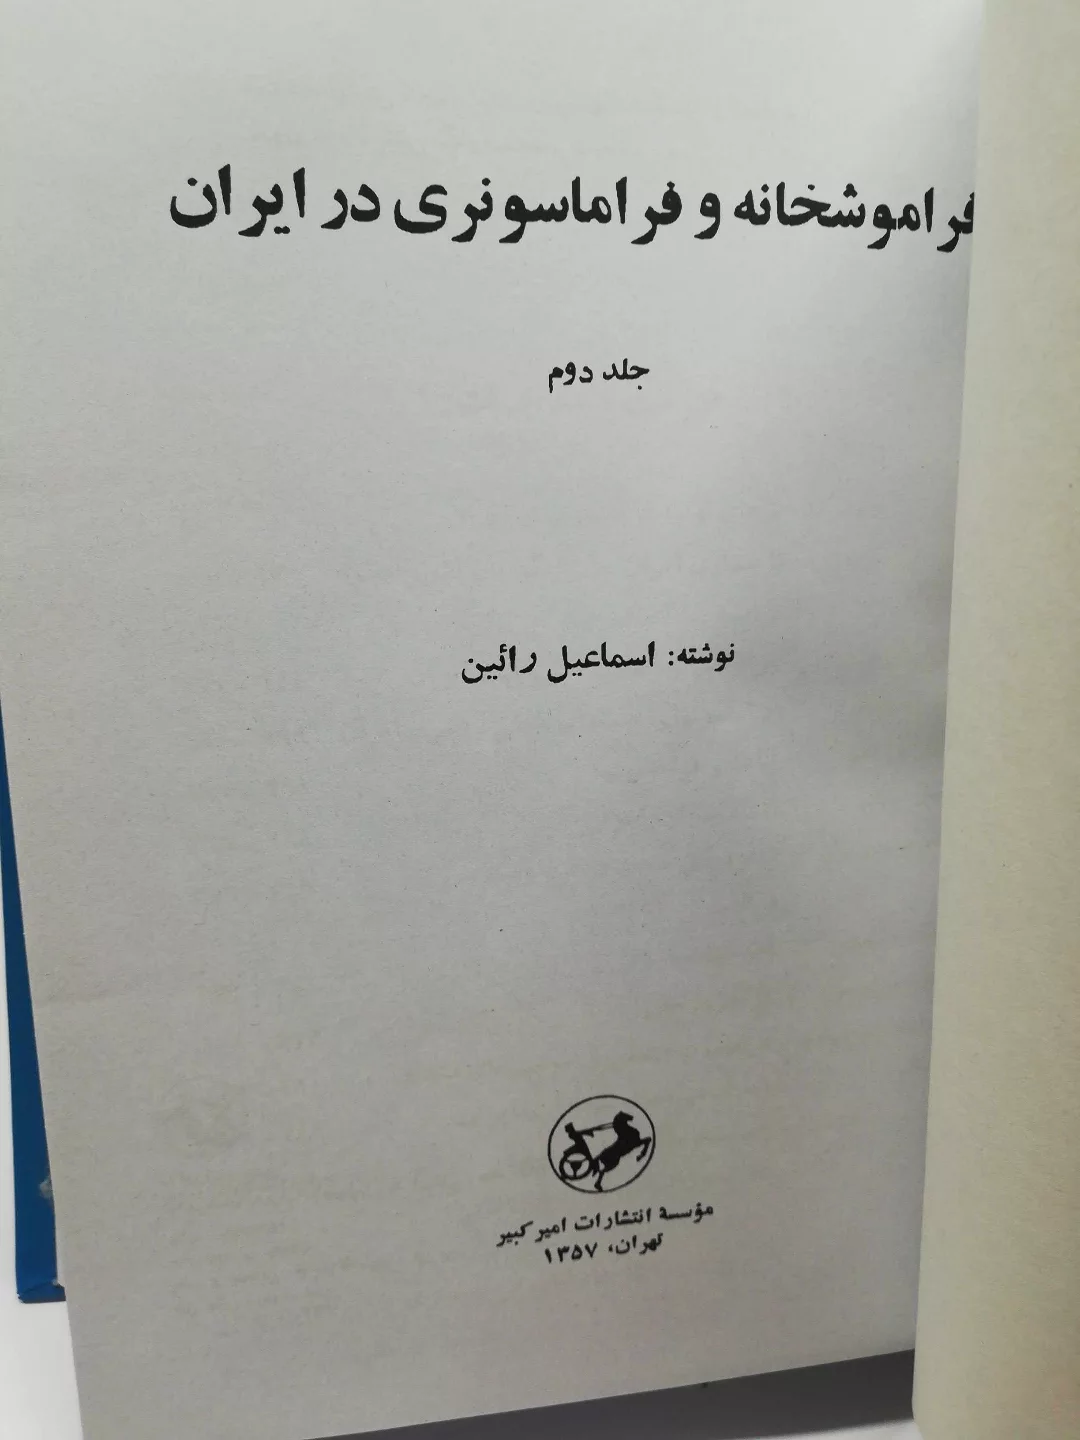 فراموشخانه و فراماسونری در ایران
جلد دوم
نوشته: اسماعیل رائین
مؤسسهٔ انتشارات امیرکبیر
تهران، ۱۳۵۷